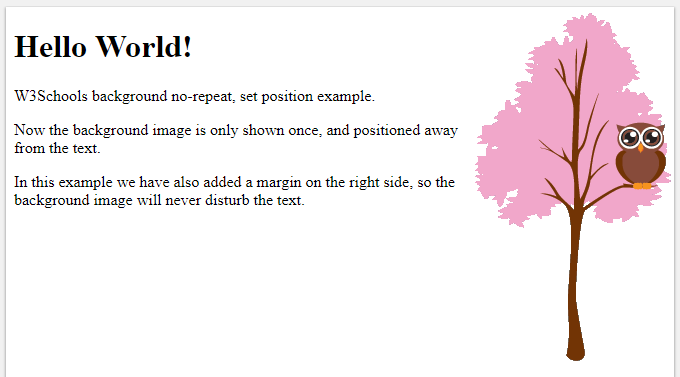 Hello World!
W3Schools background no-repeat, set position example.
Now the background image is only shown once, and positioned away
from the text.
In this example we have also added a margin on the right side, so the
background image will never disturb the text.